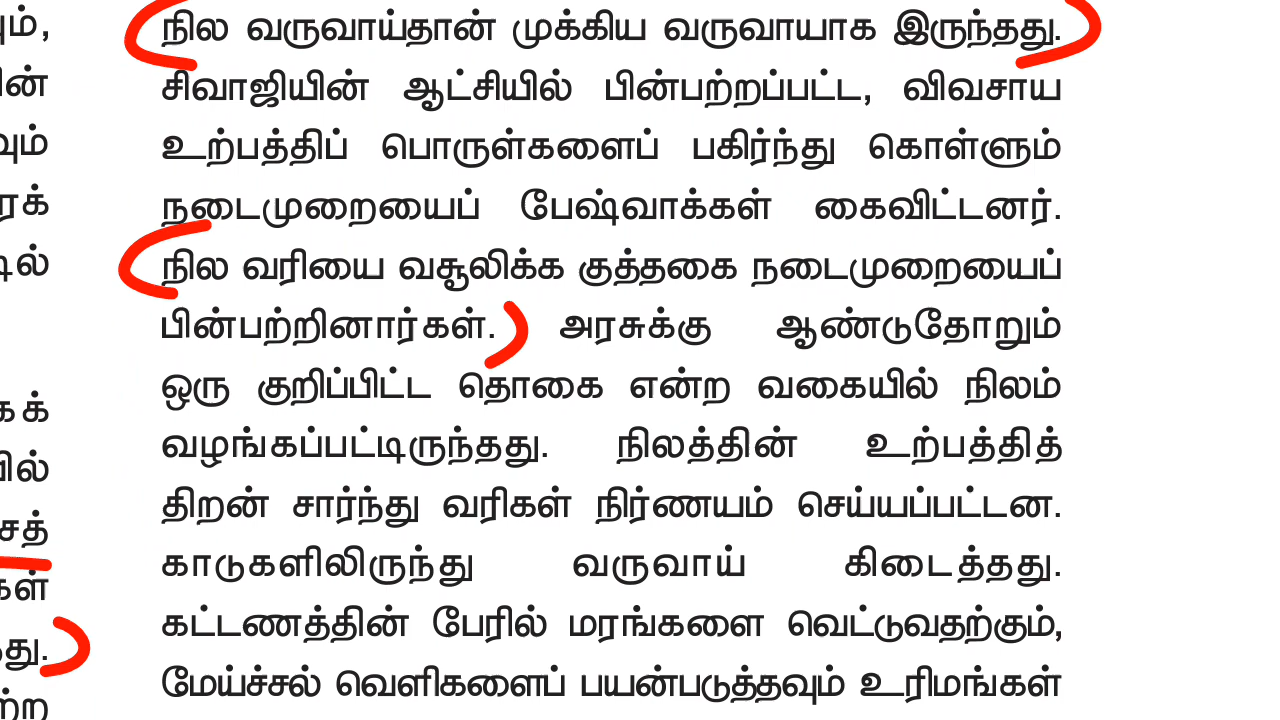 நில வருவாய்தான் முக்கிய வருவாயாக இருந்தது.
சிவாஜியின் ஆட்சியில் பின்பற்றப்பட்ட, விவசாய
உற்பத்திப் பொருள்களைப் பகிர்ந்து கொள்ளும்
நடைமுறையைப் பேஷ்வாக்கள் கைவிட்டனர்.
நில வரியை வசூலிக்க குத்தகை நடைமுறையைப்
பின்பற்றினார்கள். அரசுக்கு ஆண்டுதோறும்
ஒரு குறிப்பிட்ட தொகை என்ற வகையில் நிலம்
வழங்கப்பட்டிருந்தது. நிலத்தின் உற்பத்தித்
திறன் சார்ந்து வரிகள் நிர்ணயம் செய்யப்பட்டன.
காடுகளிலிருந்து வருவாய் கிடைத்தது.
கட்டணத்தின் பேரில் மரங்களை வெட்டுவதற்கும்,
மேய்ச்சல் வெளிகளைப் பயன்படுத்தவும் உரிமங்கள்